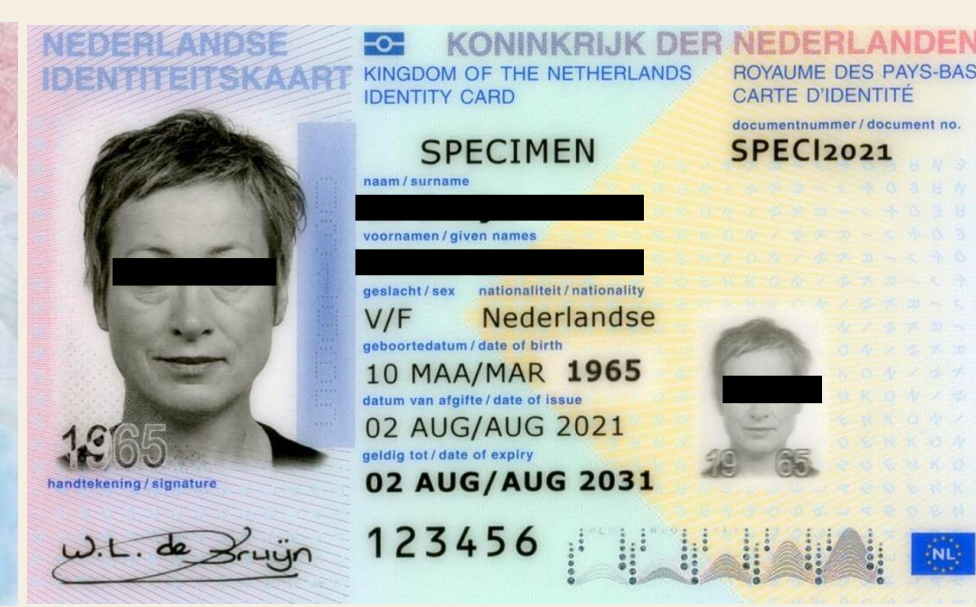 NEDERLANDSE
IDENTITEITSKAART
KONINKRIJK DER NEDERLANDEN
KINGDOM OF THE NETHERLANDS
IDENTITY CARD
ROYAUME DES PAYS-BAS
CARTE D'IDENTITÉ
documentnummer / document no.
SPECI2021
SPECIMEN
naam / surname
voornamen / given names
geslacht / sex nationaliteit / nationality
V/F Nederlandse
geboortedatum / date of birth
10 MAA/MAR 1965
datum van afgifte / date of issue
02 AUG/AUG 2021
geldig tot / date of expiry
02 AUG/AUG 2031
123456
1965
19 65
handtekening / signature
W.L. de Bruijn
NL